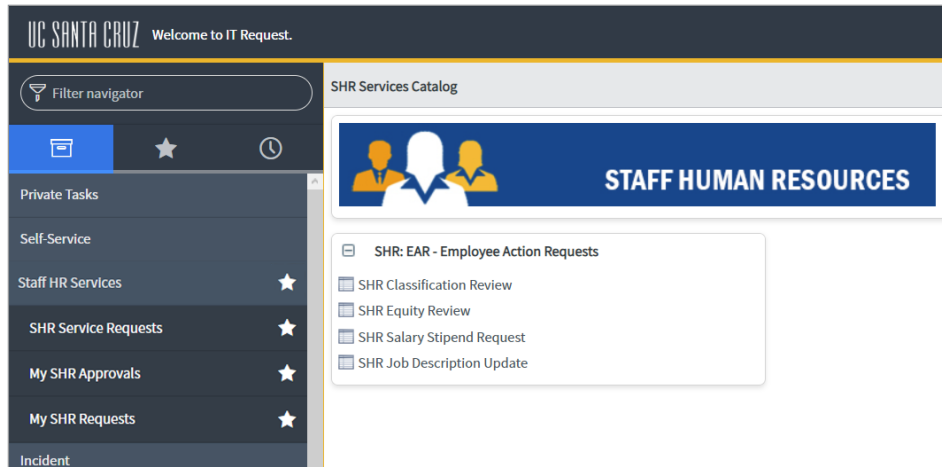 UC SANTA CRUZ Welcome to IT Request.
Filter navigator
Private Tasks
Self-Service
Staff HR Services
SHR Service Requests
My SHR Approvals
My SHR Requests
Incident
SHR Services Catalog
STAFF HUMAN RESOURCES
SHR: EAR - Employee Action Requests
SHR Classification Review
SHR Equity Review
SHR Salary Stipend Request
SHR Job Description Update